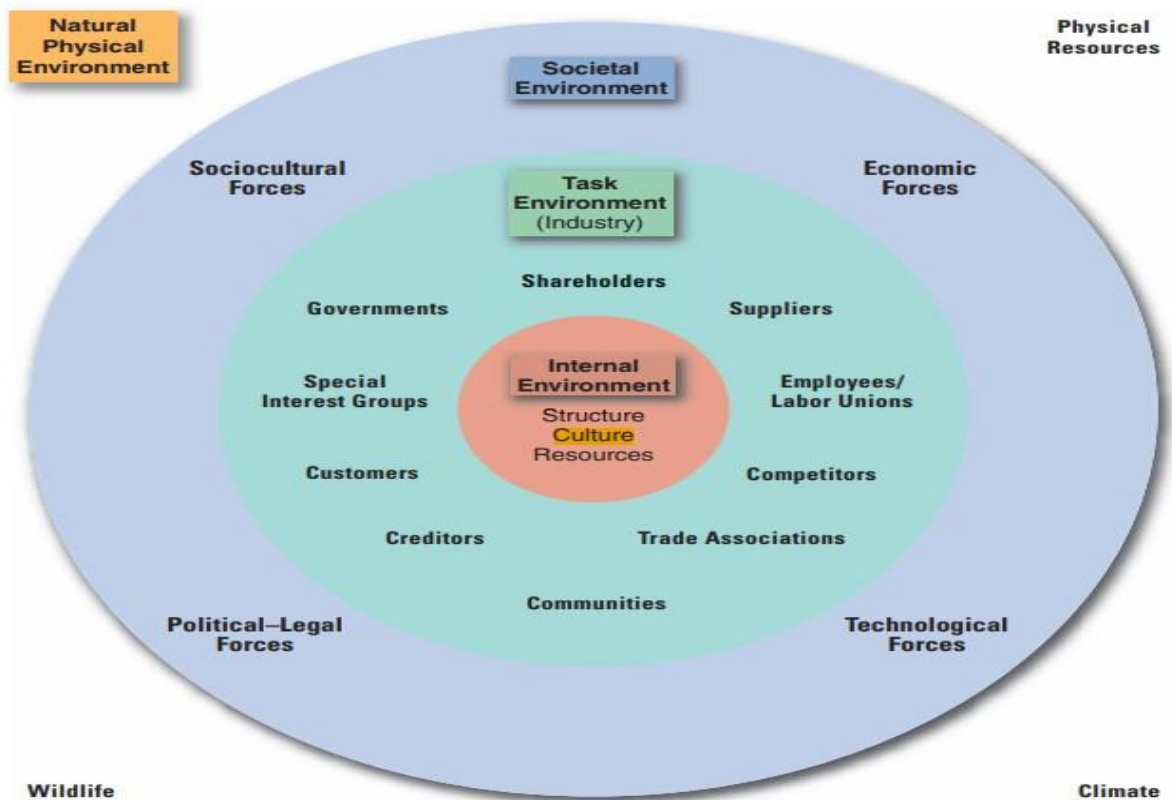 Natural
Physical
Environment
Physical
Resources
Societal
Environment
Sociocultural
Forces
Economic
Forces
Task
Environment
(Industry)
Shareholders
Governments
Suppliers
Internal
Environment
Structure
Culture
Resources
Special
Interest Groups
Employees/
Labor Unions
Customers
Competitors
Creditors
Trade Associations
Communities
Political–Legal
Forces
Technological
Forces
Wildlife
Climate